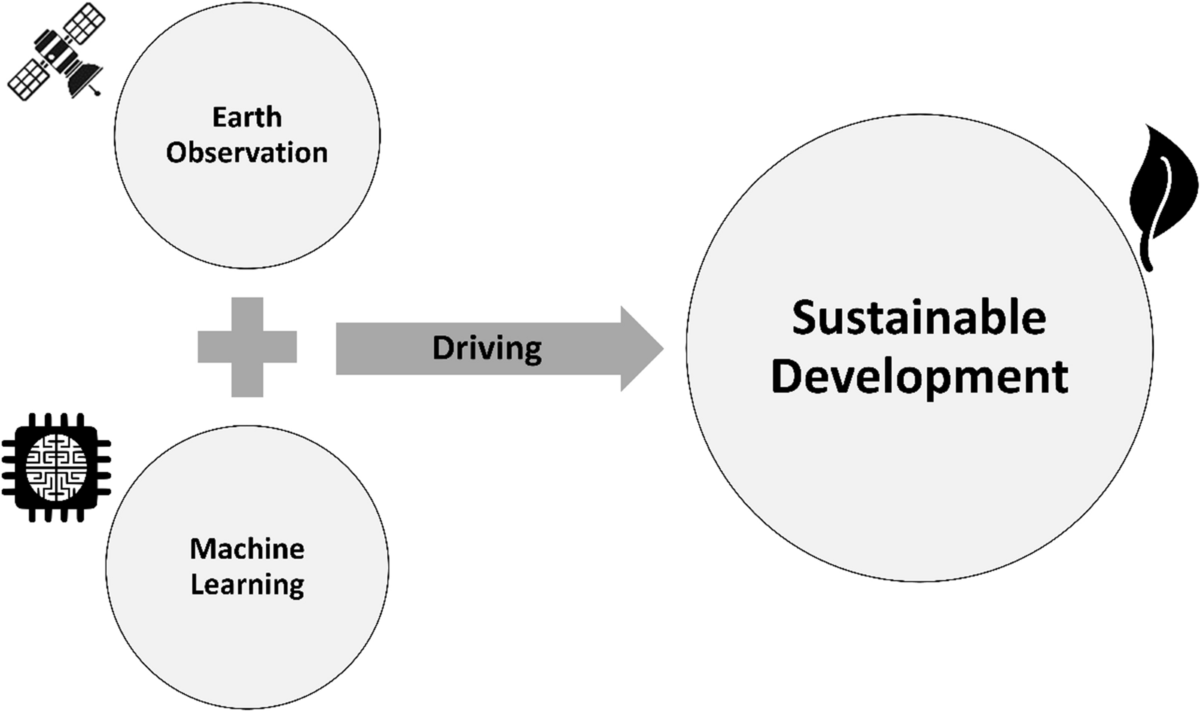 Earth
Observation
Driving
Sustainable
Development
Machine
Learning